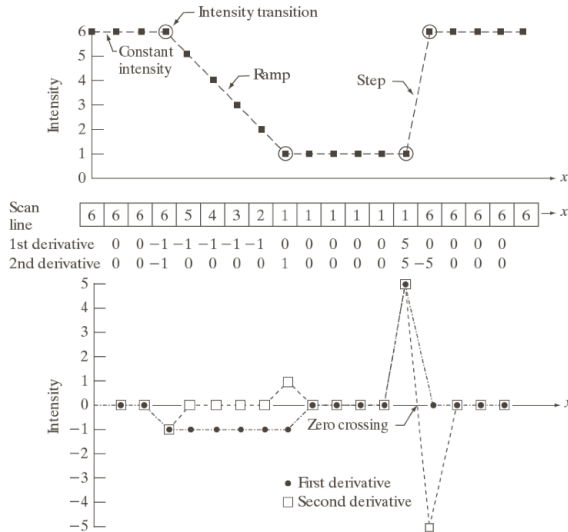 Intensity transition
6
Constant
intensity
5
Ramp
Step
4
Intensity
3
2
1
0
x
Scan
line
6 6 6 6 5 4 3 2 1 1 1 1 1 1 6 6 6 6 6 x
1st derivative 0 0 −1 −1 −1 −1 −1 0 0 0 0 0 5 0 0 0 0
2nd derivative 0 0 −1 0 0 0 0 1 0 0 0 0 5 −5 0 0 0
5
4
3
2
1
Intensity
0
x
−1
Zero crossing
−2
−3
First derivative
−4
Second derivative
−5